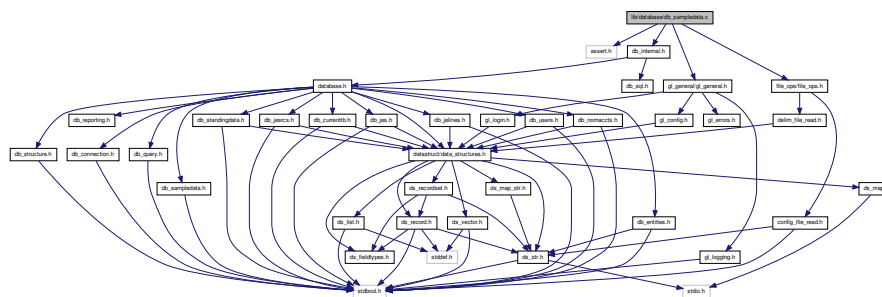 lib/database/db_sampledata.c
assert.h
db_internal.h
database.h
db_sql.h
gl_general/gl_general.h
file_ops/file_ops.h
db_reporting.h
db_standingdata.h
db_jesrcs.h
db_currenttb.h
db_jes.h
db_jelines.h
gl_login.h
db_users.h
db_nomaccts.h
gl_config.h
gl_errors.h
delim_file_read.h
db_structure.h
db_connection.h
db_query.h
datastruct/data_structures.h
db_sampledata.h
ds_recordset.h
ds_map_str.h
ds_map
ds_list.h
ds_record.h
ds_vector.h
db_entities.h
config_file_read.h
ds_fieldtypes.h
stddef.h
ds_str.h
gl_logging.h
stdbool.h
stdio.h